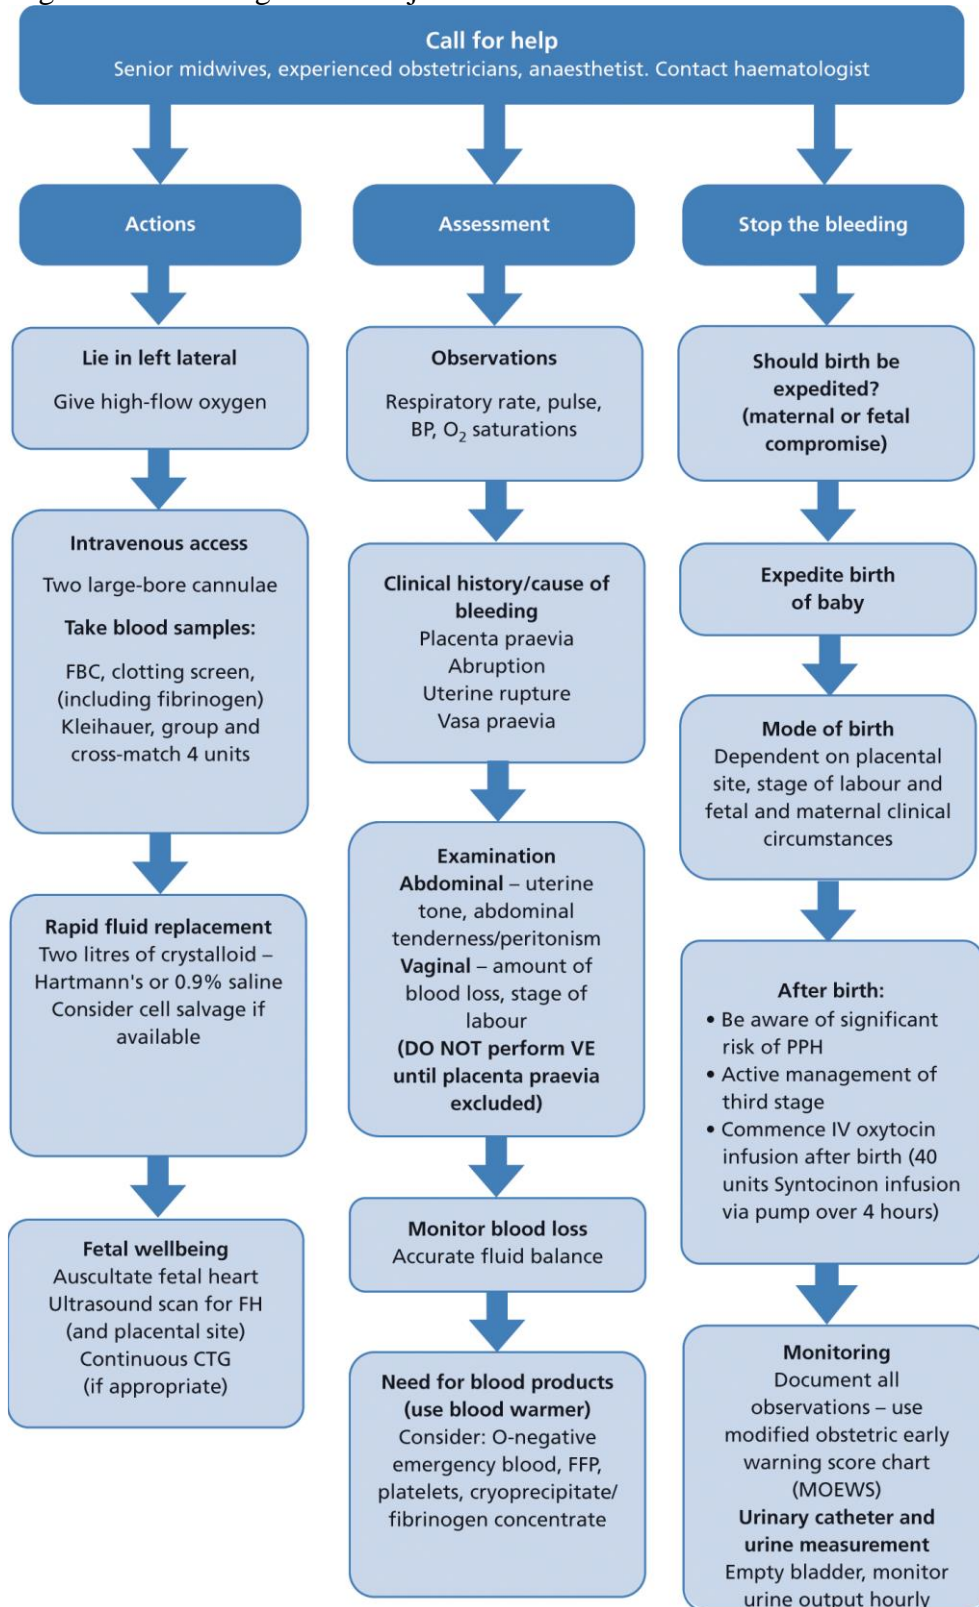 Call for help
Senior midwives, experienced obstetricians, anaesthetist. Contact haematologist
Actions
Lie in left lateral
Give high-flow oxygen
Intravenous access
Two large-bore cannulae
Take blood samples:
FBC, clotting screen,
(including fibrinogen)
Kleihauer, group and
cross-match 4 units
Rapid fluid replacement
Two litres of crystalloid –
Hartmann's or 0.9% saline
Consider cell salvage if
available
Fetal wellbeing
Auscultate fetal heart
Ultrasound scan for FH
(and placental site)
Continuous CTG
(if appropriate)
Assessment
Observations
Respiratory rate, pulse,
BP, O₂ saturations
Clinical history/cause of
bleeding
Placenta praevia
Abruption
Uterine rupture
Vasa praevia
Examination
Abdominal – uterine
tone, abdominal
tenderness/peritonism
Vaginal – amount of
blood loss, stage of
labour
(DO NOT perform VE
until placenta praevia
excluded)
Monitor blood loss
Accurate fluid balance
Need for blood products
(use blood warmer)
Consider: O-negative
emergency blood, FFP,
platelets, cryoprecipitate/
fibrinogen concentrate
Stop the bleeding
Should birth be
expedited?
(maternal or fetal
compromise)
Expedite birth
of baby
Mode of birth
Dependent on placental
site, stage of labour and
fetal and maternal clinical
circumstances
After birth:
• Be aware of significant
risk of PPH
• Active management of
third stage
• Commence IV oxytocin
infusion after birth (40
units Syntocinon infusion
via pump over 4 hours)
Monitoring
Document all
observations – use
modified obstetric early
warning score chart
(MOEWS)
Urinary catheter and
urine measurement
Empty bladder, monitor
urine output hourly